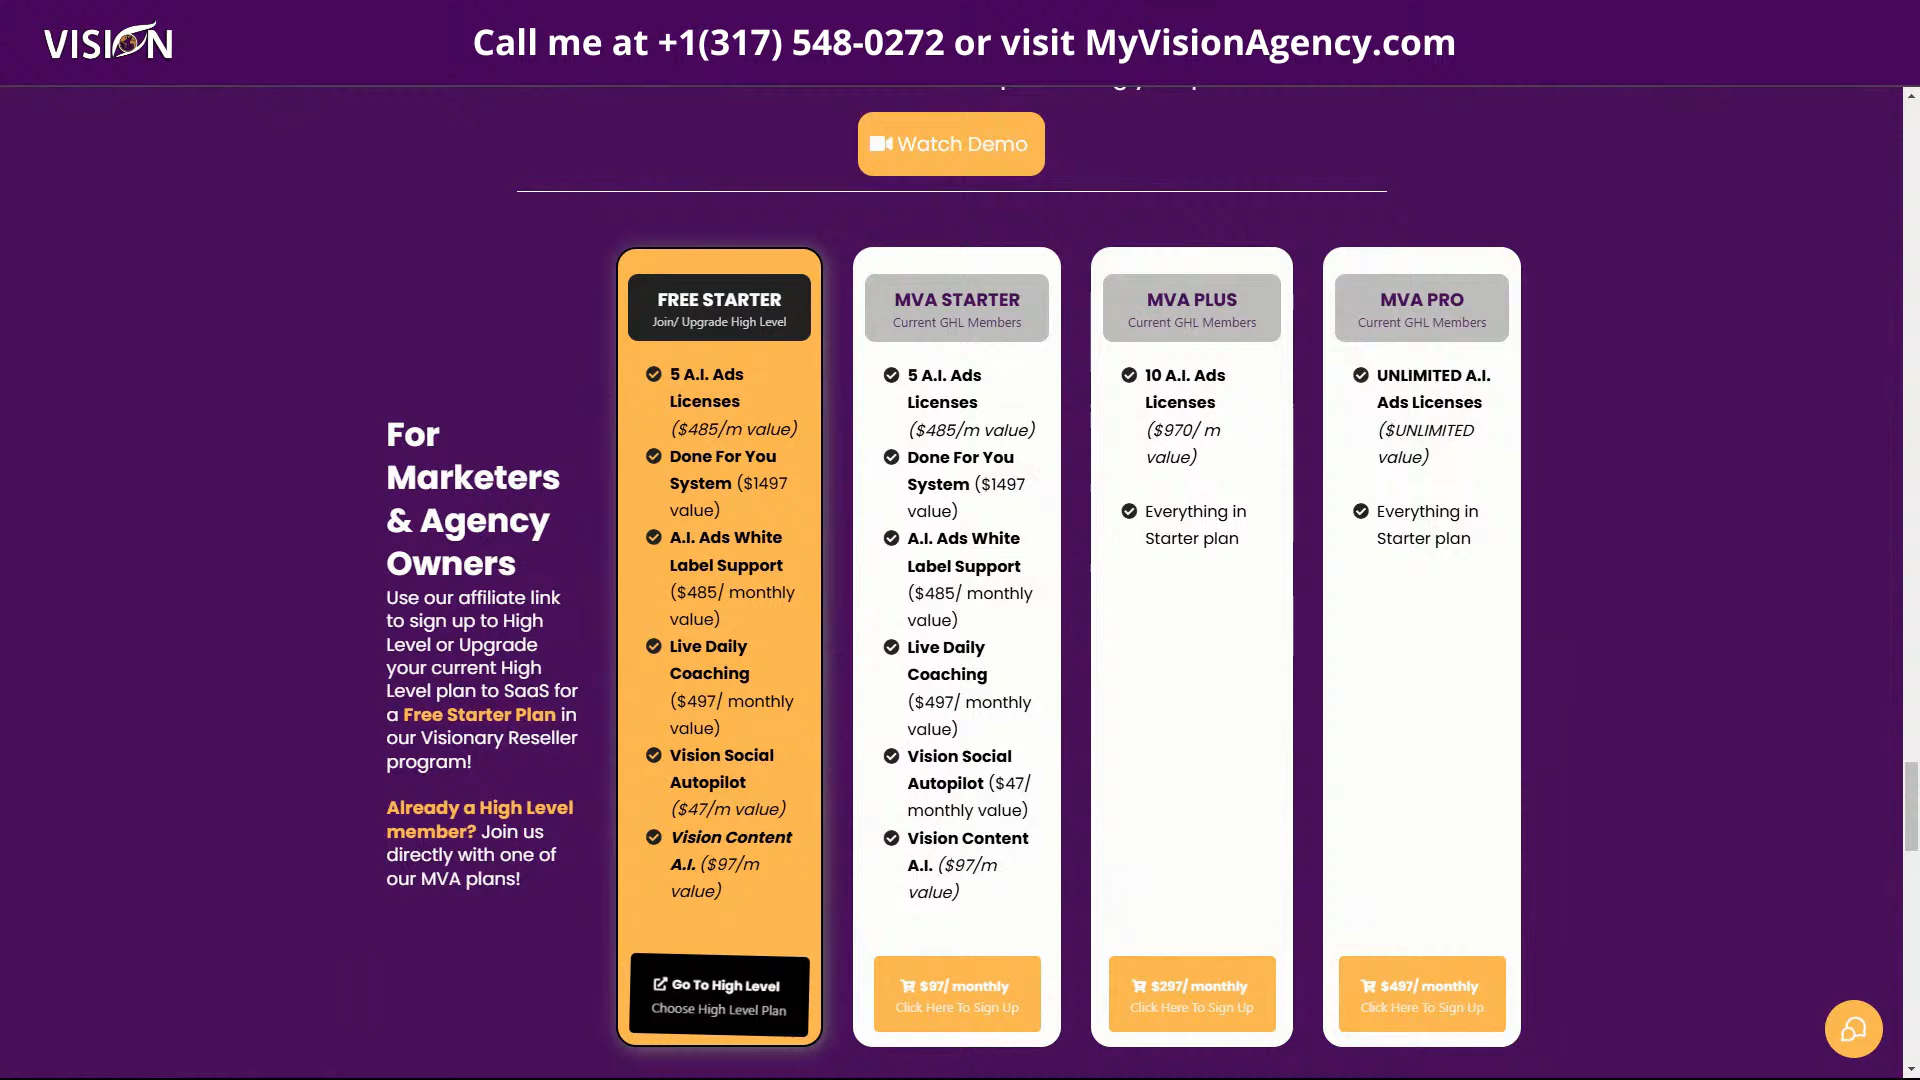 VISION
Call me at +1(317) 548-0272 or visit MyVisionAgency.com
Watch Demo
For
Marketers
& Agency
Owners
Use our affiliate link
to sign up to High
Level or Upgrade
your current High
Level plan to SaaS for
a Free Starter Plan in
our Visionary Reseller
program!
Already a High Level
member? Join us
directly with one of
our MVA plans!
FREE STARTER
Join/ Upgrade High Level
5 A.I. Ads
Licenses
($485/m value)
Done For You
System ($1497
value)
A.I. Ads White
Label Support
($485/ monthly
value)
Live Daily
Coaching
($497/ monthly
value)
Vision Social
Autopilot
($47/m value)
Vision Content
A.I. ($97/m
value)
Go To High Level
Choose High Level Plan
MVA STARTER
Current GHL Members
5 A.I. Ads
Licenses
($485/m value)
Done For You
System ($1497
value)
A.I. Ads White
Label Support
($485/ monthly
value)
Live Daily
Coaching
($497/ monthly
value)
Vision Social
Autopilot ($47/
monthly value)
Vision Content
A.I. ($97/m
value)
$97/ monthly
Click Here To Sign Up
MVA PLUS
Current GHL Members
10 A.I. Ads
Licenses
($970/ m
value)
Everything in
Starter plan
$297/ monthly
Click Here To Sign Up
MVA PRO
Current GHL Members
UNLIMITED A.I.
Ads Licenses
($UNLIMITED
value)
Everything in
Starter plan
$497/ monthly
Click Here To Sign Up